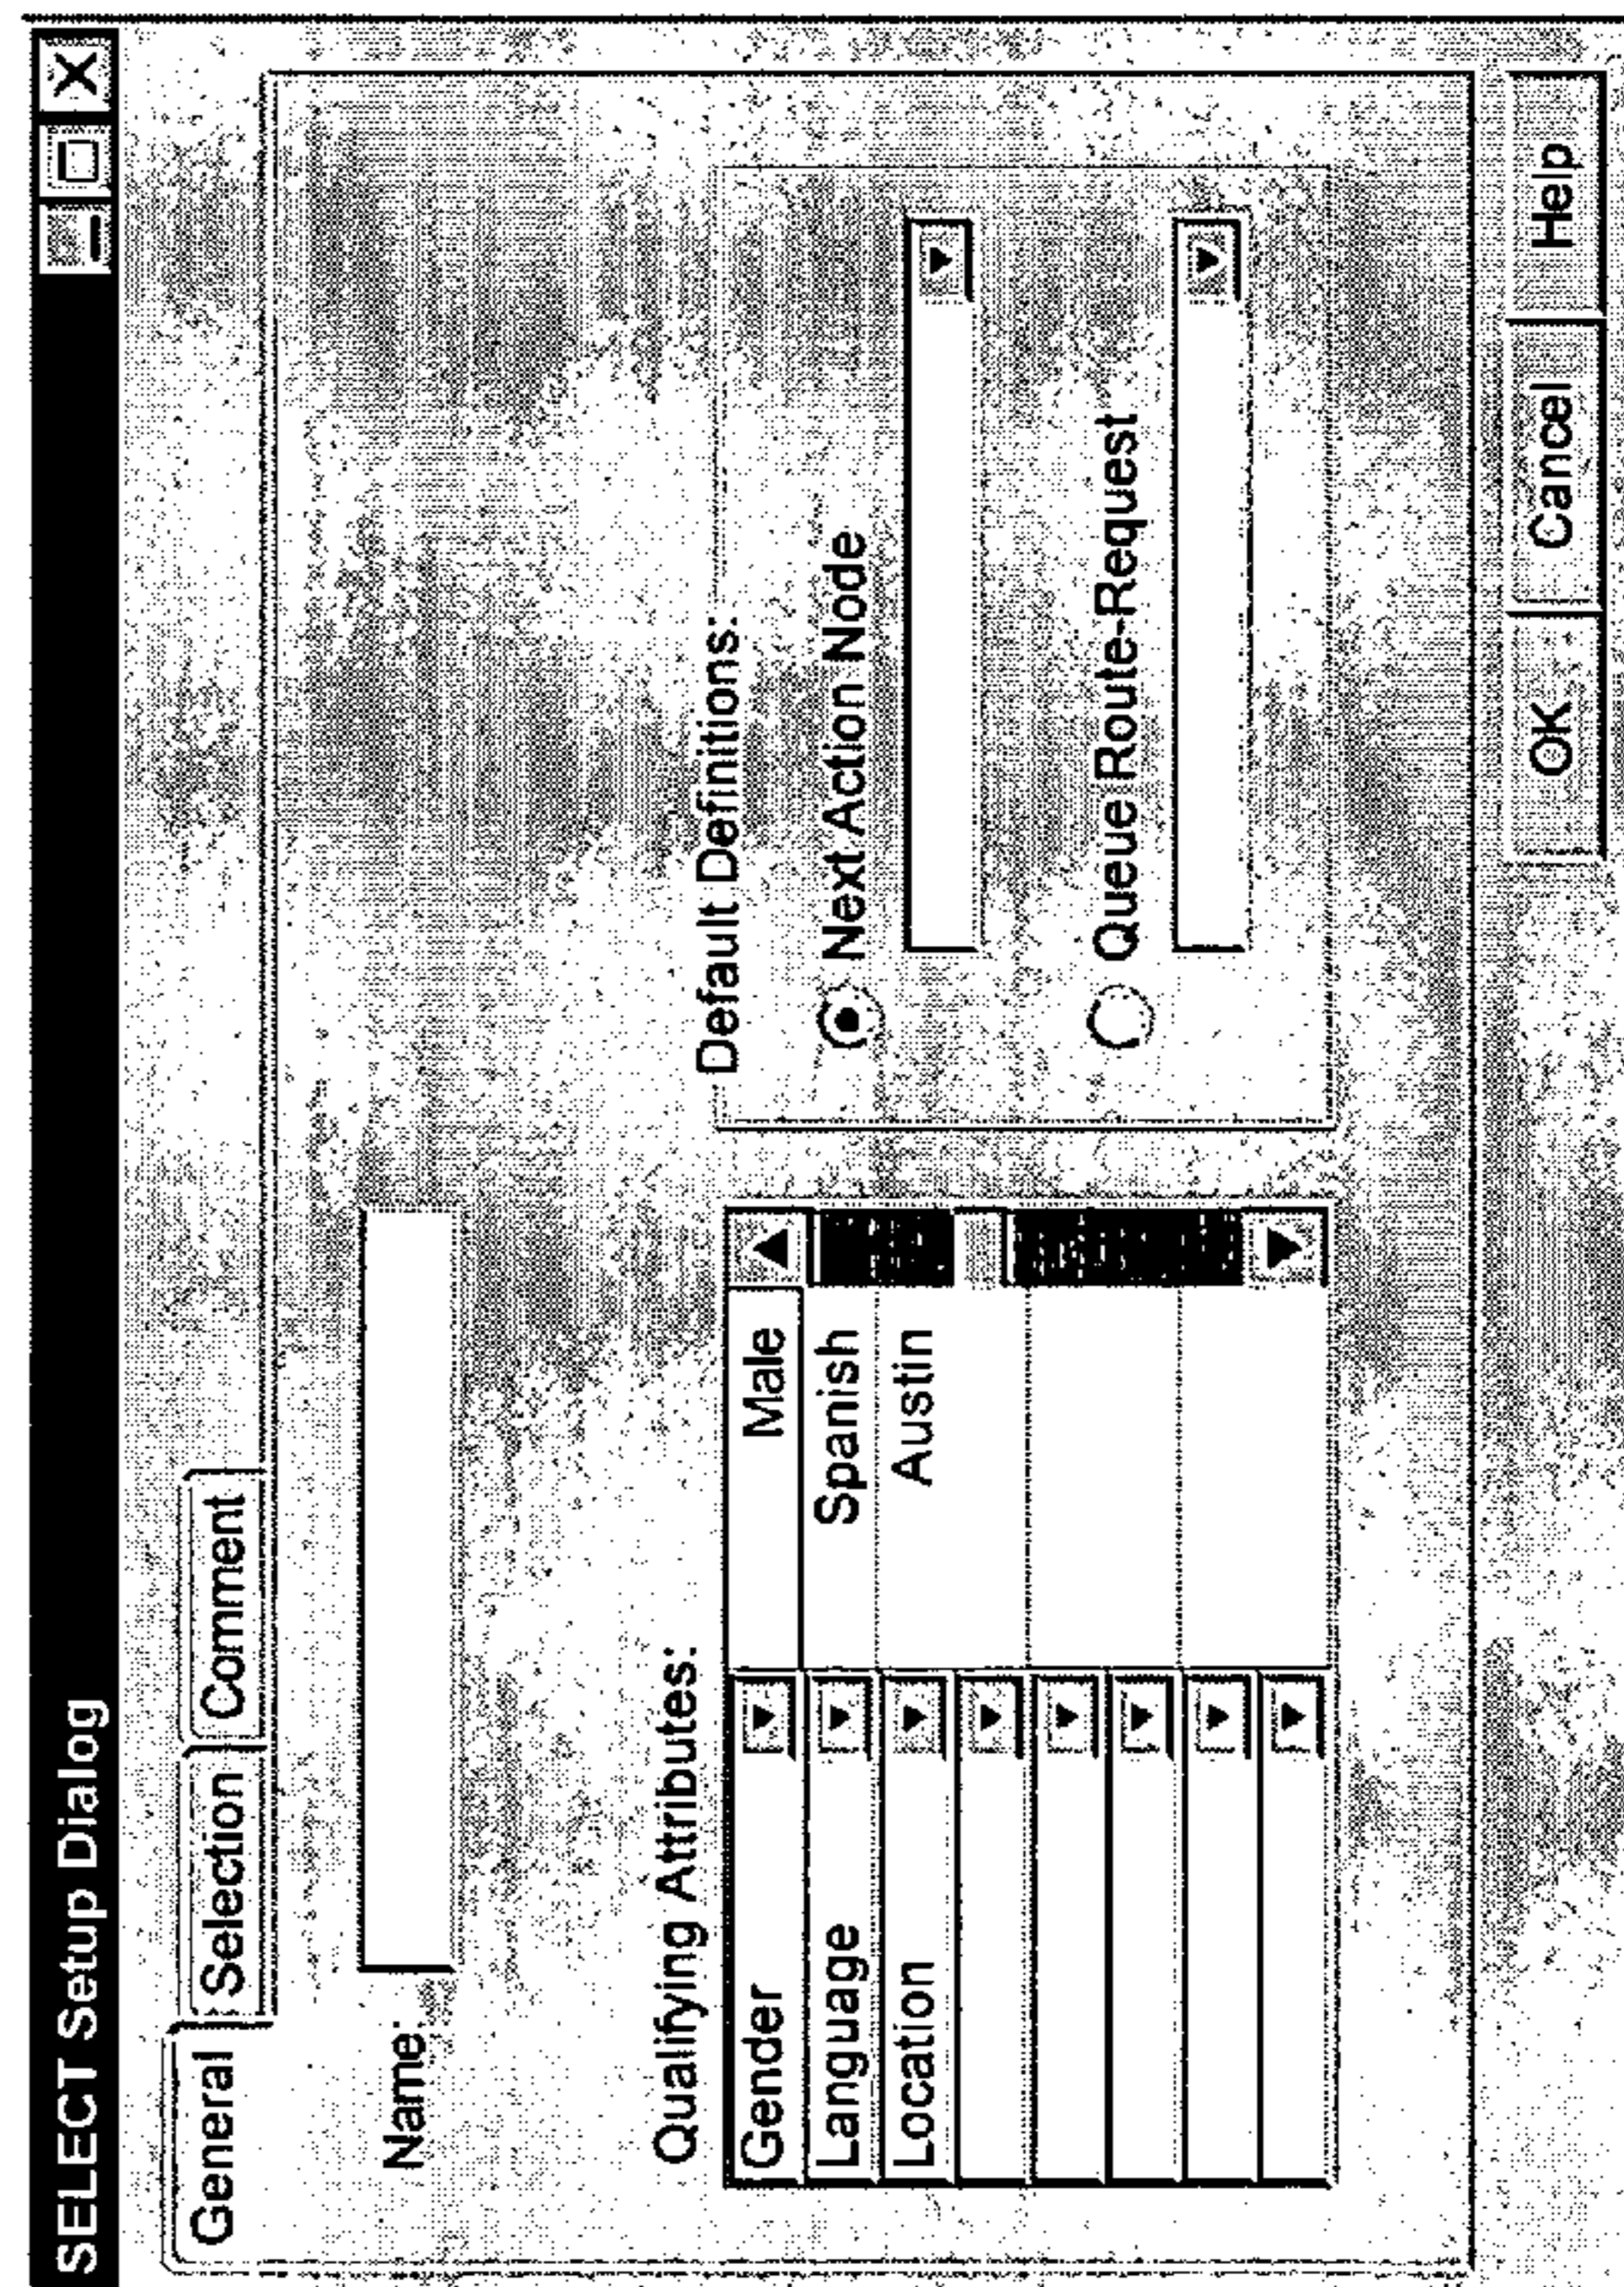 SELECT Setup Dialog
General Selection Comment
Name:
Qualifying Attributes:
Gender Male
Language Spanish
Location Austin
Default Definitions:
Next Action Node
Queue Route-Request
OK Cancel Help